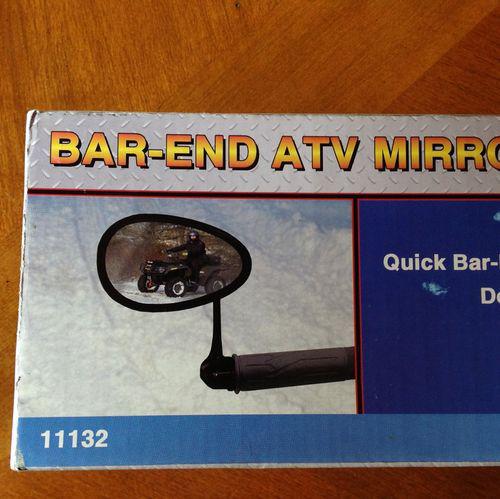 BAR-END ATV MIRRO
Quick Bar-
11132